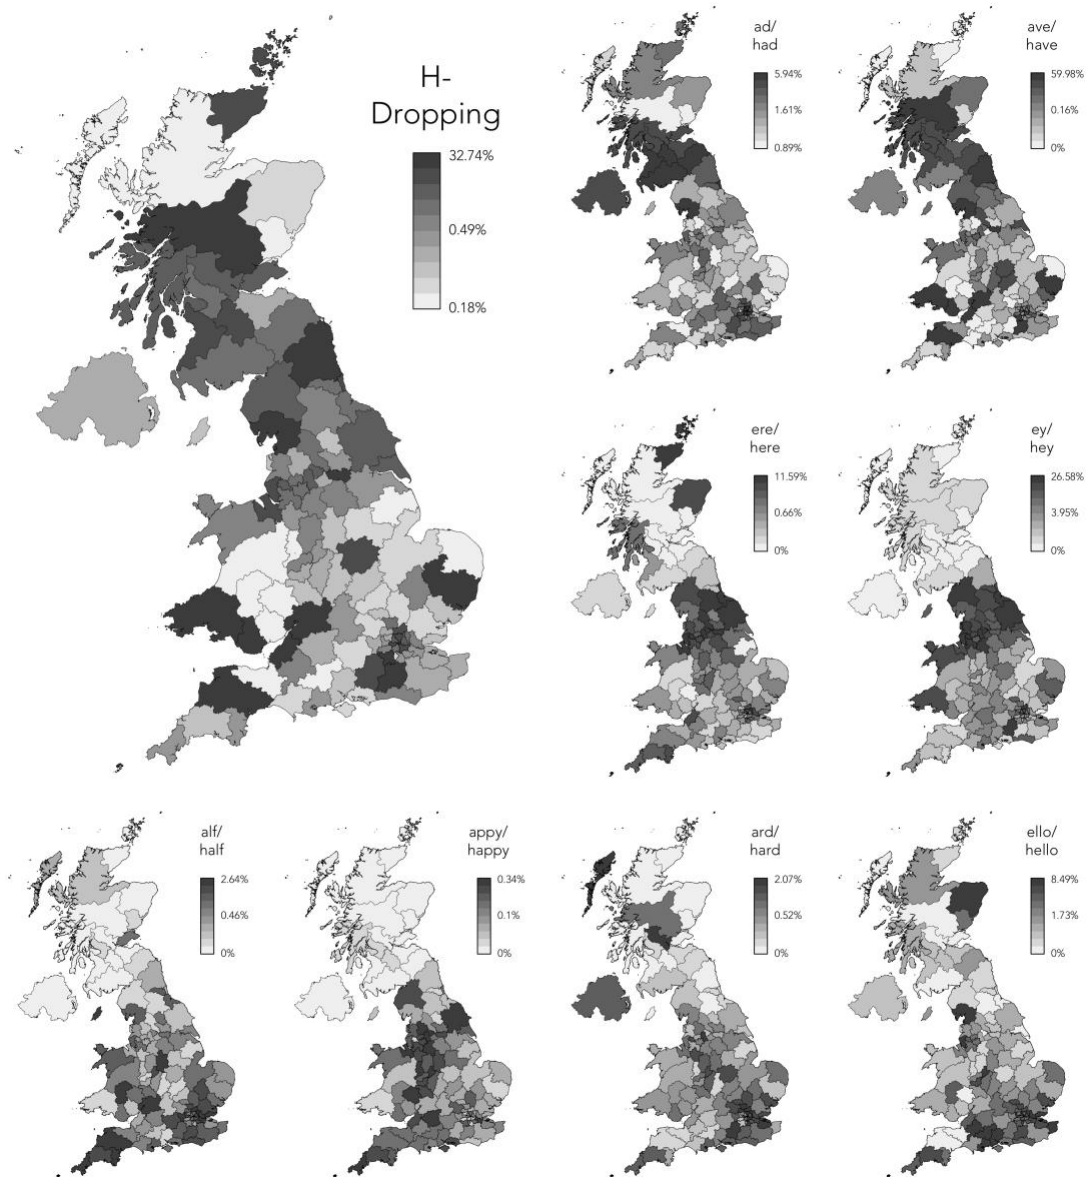 H-
Dropping
32.74%
0.49%
0.18%
ad/
had
5.94%
1.61%
0.89%
ave/
have
59.98%
0.16%
0%
ere/
here
11.59%
0.66%
0%
ey/
hey
26.58%
3.95%
0%
alf/
half
2.64%
0.46%
0%
appy/
happy
0.34%
0.1%
0%
ard/
hard
2.07%
0.52%
0%
ello/
hello
8.49%
1.73%
0%